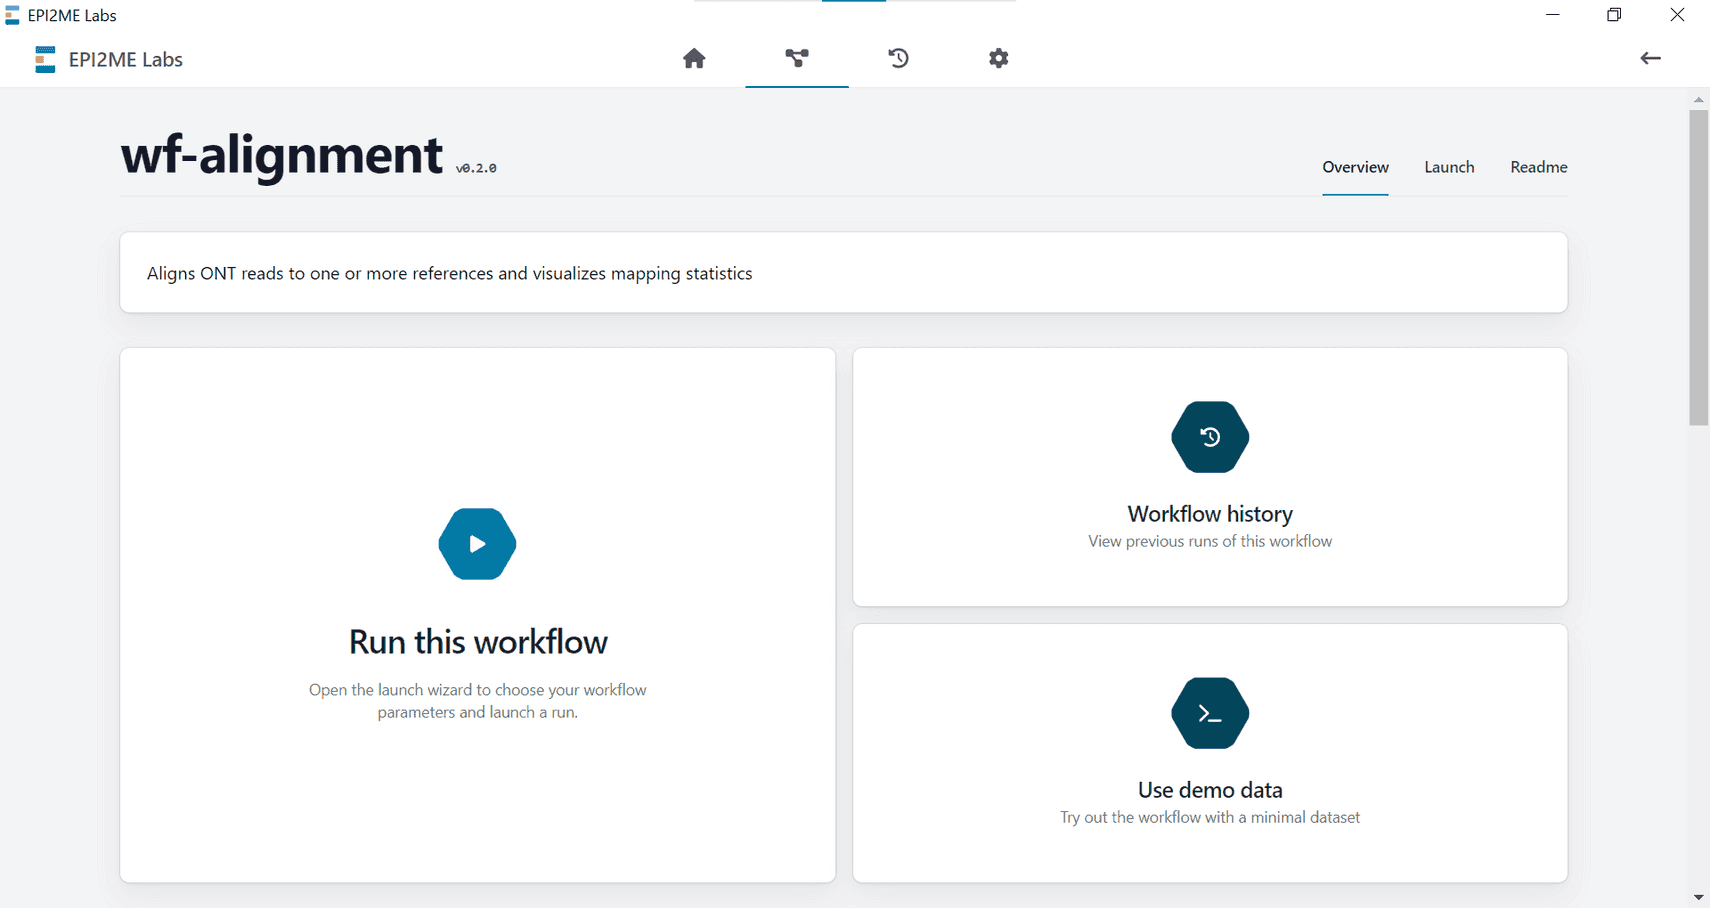 EPI2ME Labs
EPI2ME Labs
wf-alignment v0.2.0
Overview Launch Readme
Aligns ONT reads to one or more references and visualizes mapping statistics
Run this workflow
Open the launch wizard to choose your workflow
parameters and launch a run.
Workflow history
View previous runs of this workflow
Use demo data
Try out the workflow with a minimal dataset